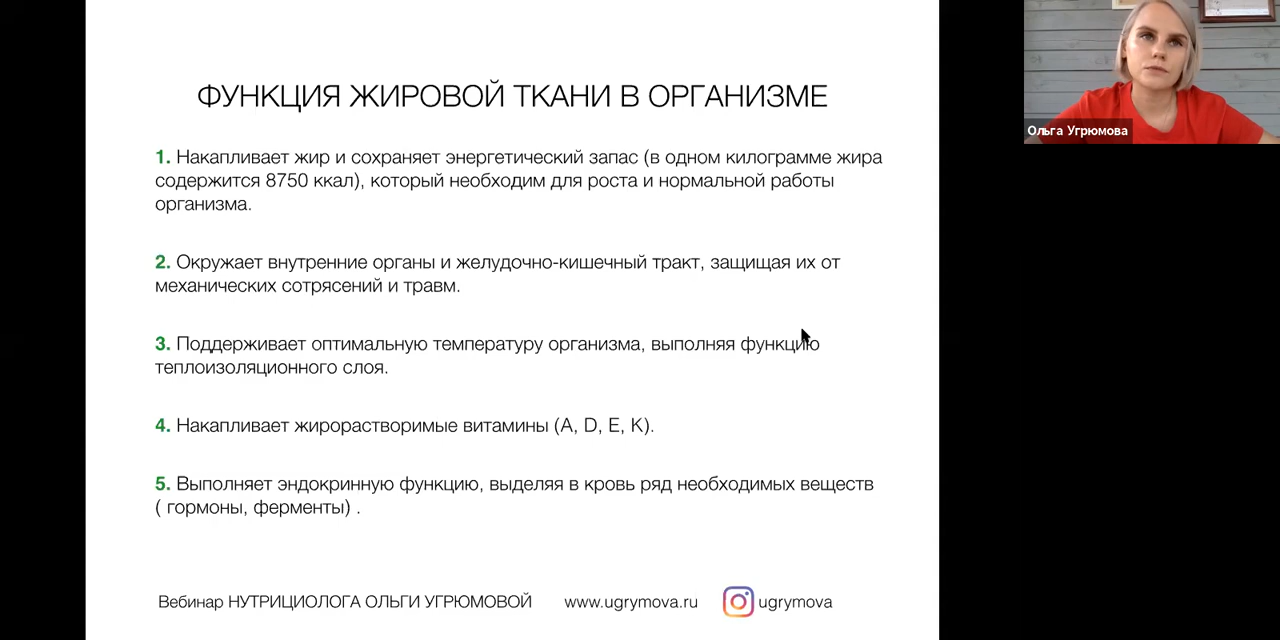 ФУНКЦИЯ ЖИРОВОЙ ТКАНИ В ОРГАНИЗМЕ
1. Накапливает жир и сохраняет энергетический запас (в одном килограмме жира
содержится 8750 ккал), который необходим для роста и нормальной работы
организма.
2. Окружает внутренние органы и желудочно-кишечный тракт, защищая их от
механических сотрясений и травм.
3. Поддерживает оптимальную температуру организма, выполняя функцию
теплоизоляционного слоя.
4. Накапливает жирорастворимые витамины (A, D, E, K).
5. Выполняет эндокринную функцию, выделяя в кровь ряд необходимых веществ
( гормоны, ферменты) .
Вебинар НУТРИЦИОЛОГА ОЛЬГИ УГРЮМОВОЙ www.ugrymova.ru ugrymova
Ольга Угрюмова